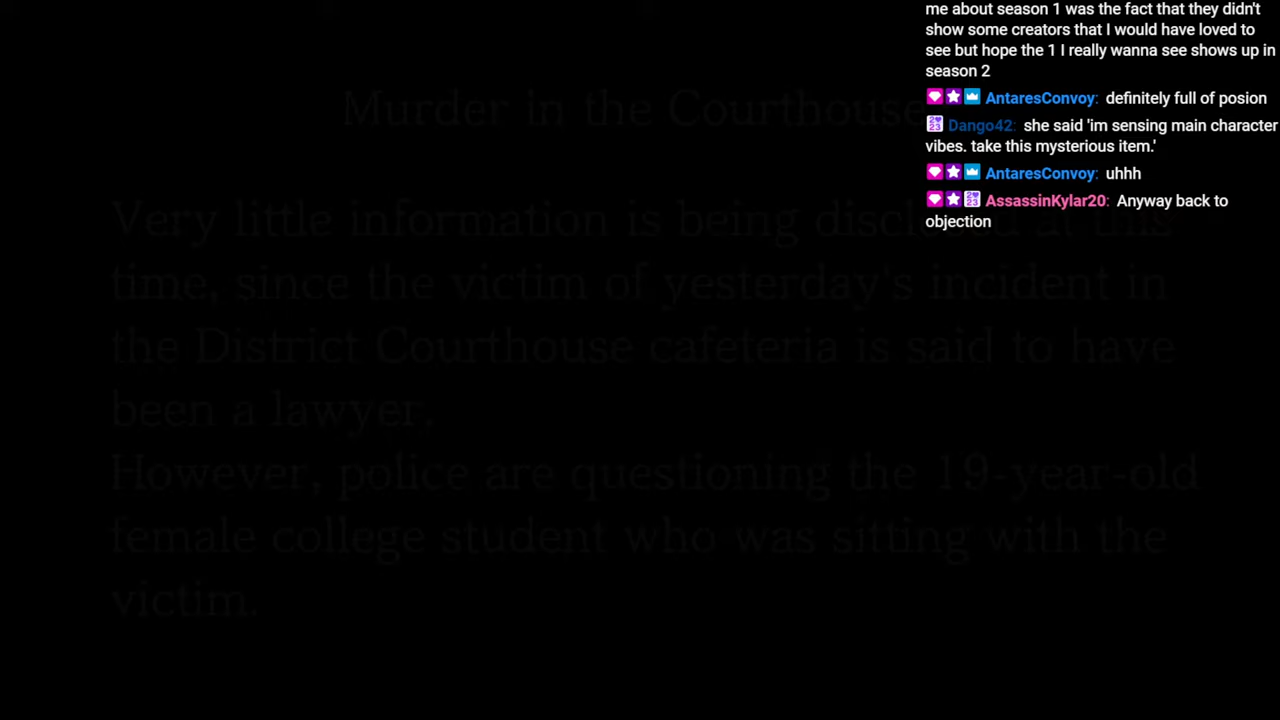 me about season 1 was the fact that they didn't
show some creators that I would have loved to
see but hope the 1 I really wanna see shows up in
season 2
AntaresConvoy: definitely full of posion
Dango42: she said 'im sensing main character
vibes. take this mysterious item.'
AntaresConvoy: uhhh
AssassinKylar20: Anyway back to
objection
Murder in the Courthouse
Very little information is being disclosed at this
time, since the victim of yesterday's incident in
the District Courthouse cafeteria is said to have
been a lawyer.
However, police are questioning the 19-year-old
female college student who was sitting with the
victim.